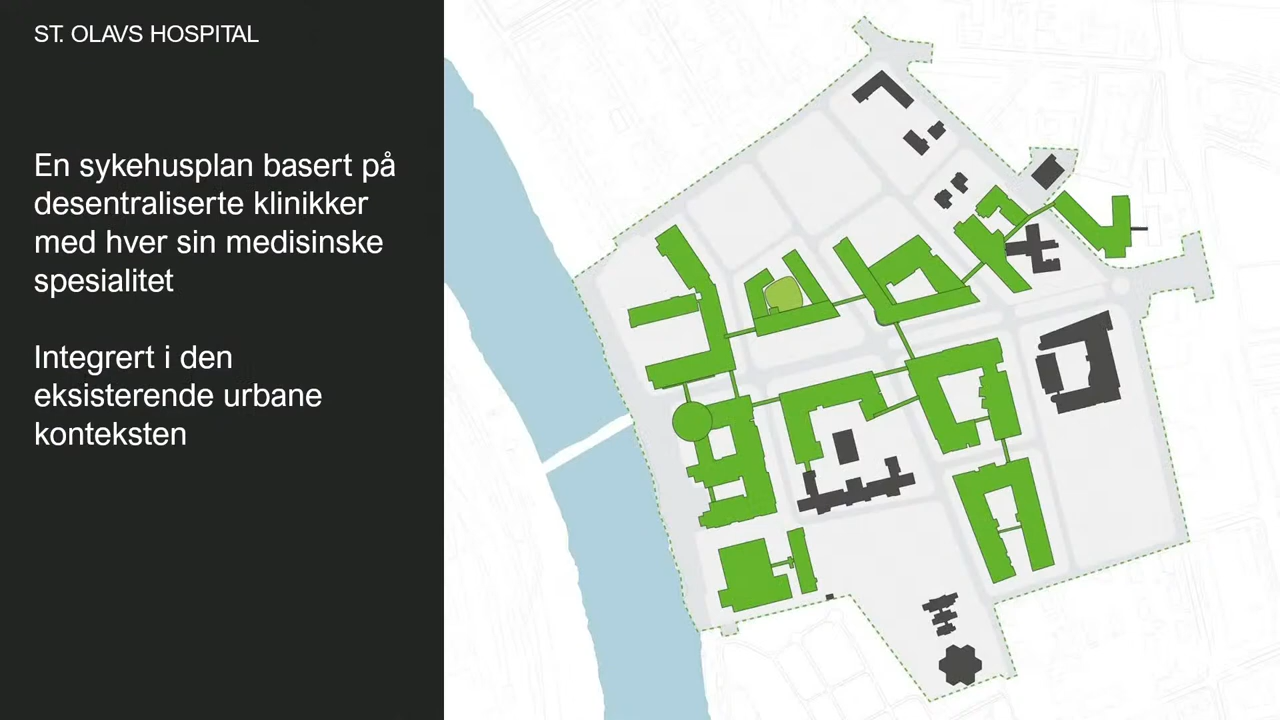 ST. OLAVS HOSPITAL
En sykehusplan basert på
desentraliserte klinikker
med hver sin medisinske
spesialitet
Integrert i den
eksisterende urbane
konteksten